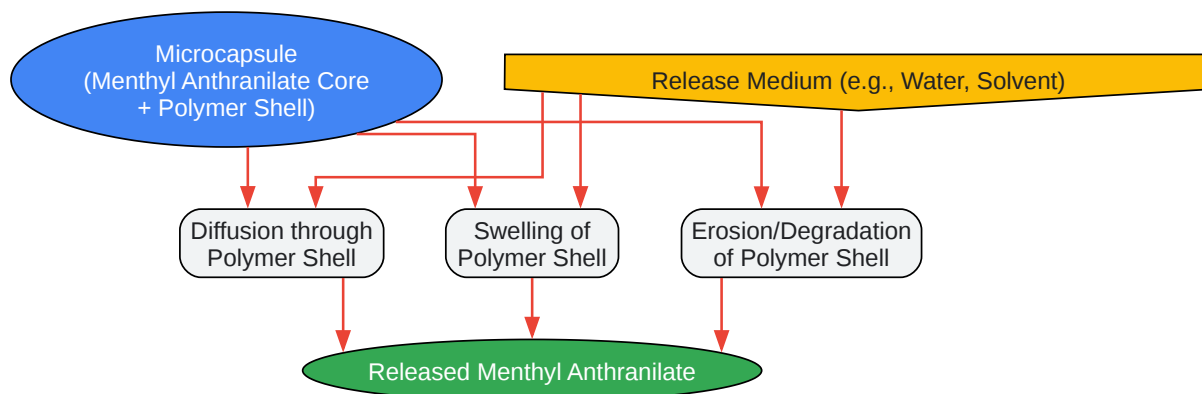 Microcapsule
(Menthyl Anthranilate Core
+ Polymer Shell)
Release Medium (e.g., Water, Solvent)
Diffusion through
Polymer Shell
Swelling of
Polymer Shell
Erosion/Degradation
of Polymer Shell
Released Menthyl Anthranilate